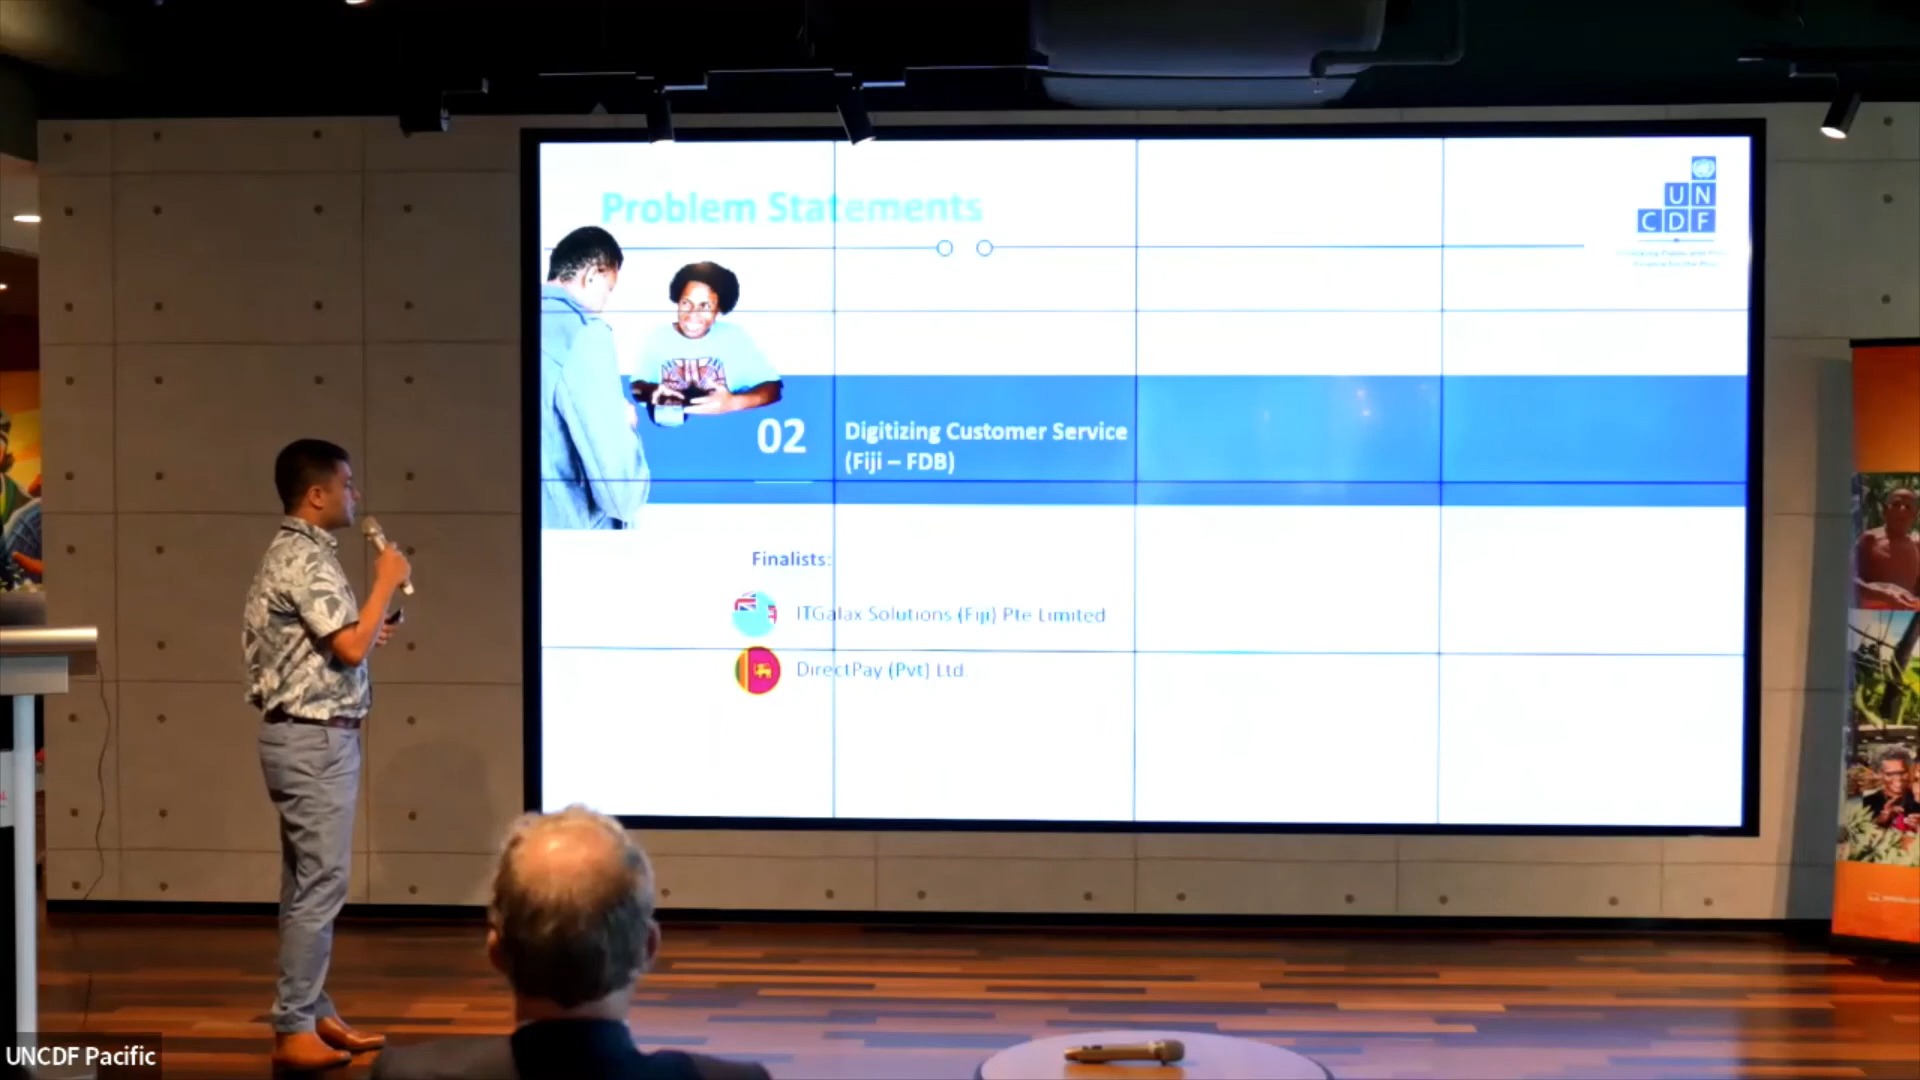 Problem Statements
UN
CDF
02
Digitizing Customer Service
(Fiji – FDB)
Finalists:
ITGalax Solutions (Fiji) Pte Limited
DirectPay (Pvt) Ltd.
UNCDF Pacific